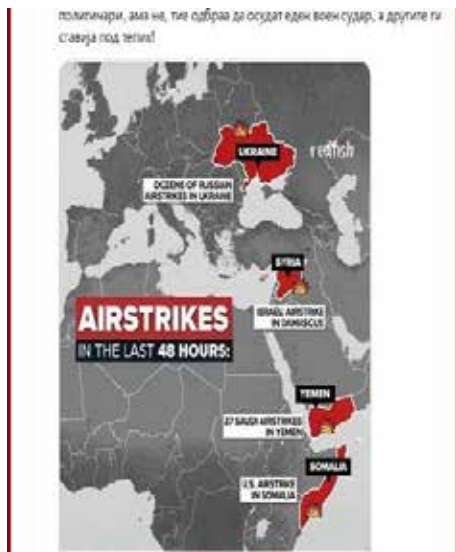 политичари, ама не, тие одбраа да осудат еден воен судар, а другите ги
ставија под тепих!
UKRAINE
redfish
DOZENS OF RUSSIAN
AIRSTRIKES IN UKRAINE
SYRIA
ISRAEL AIRSTRIKE
IN DAMASCUS
AIRSTRIKES
IN THE LAST 48 HOURS:
YEMEN
37 SAUDI AIRSTRIKES
IN YEMEN
SOMALIA
U.S. AIRSTRIKE
IN SOMALIA